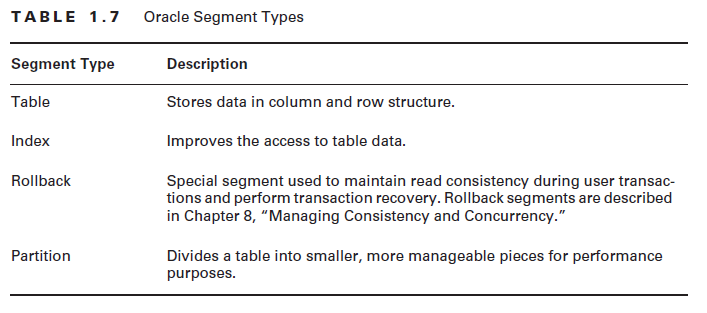 TABLE 1.7 Oracle Segment Types
Segment Type Description
Table Stores data in column and row structure.
Index Improves the access to table data.
Rollback Special segment used to maintain read consistency during user transac-
tions and perform transaction recovery. Rollback segments are described
in Chapter 8, “Managing Consistency and Concurrency.”
Partition Divides a table into smaller, more manageable pieces for performance
purposes.